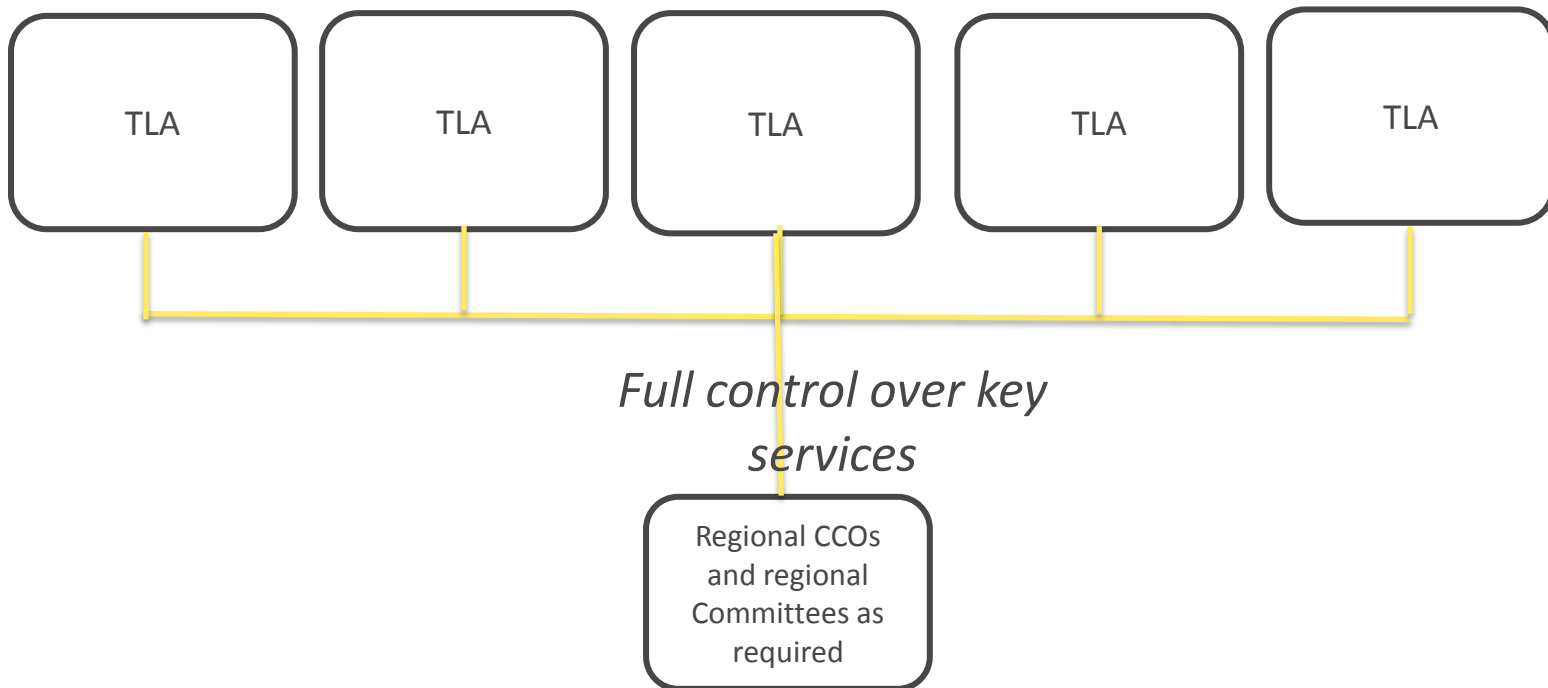 TLA
TLA
TLA
TLA
TLA
Full control over key
services
Regional CCOs
and regional
Committees as
required